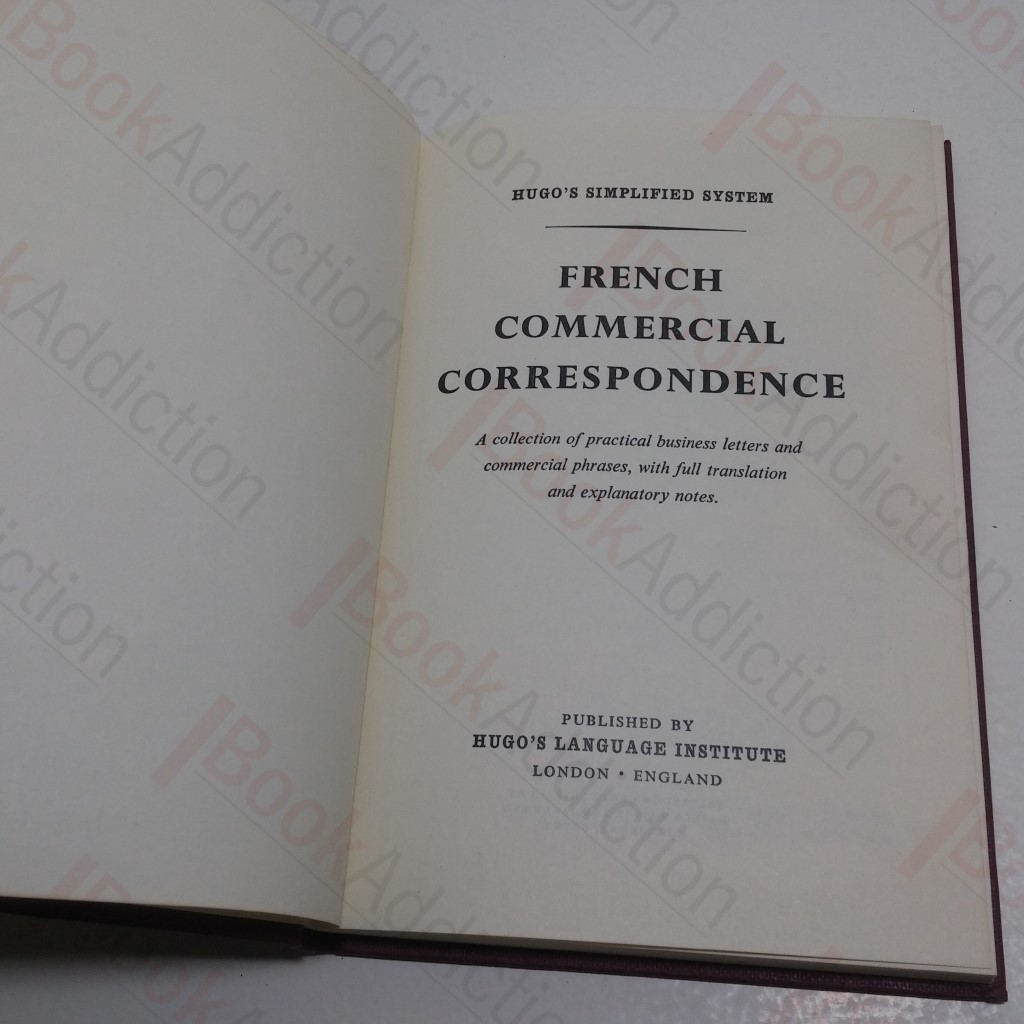 HUGO'S SIMPLIFIED SYSTEM
FRENCH
COMMERCIAL
CORRESPONDENCE
A collection of practical business letters and
commercial phrases, with full translation
and explanatory notes.
PUBLISHED BY
HUGO'S LANGUAGE INSTITUTE
LONDON • ENGLAND
BookAddiction